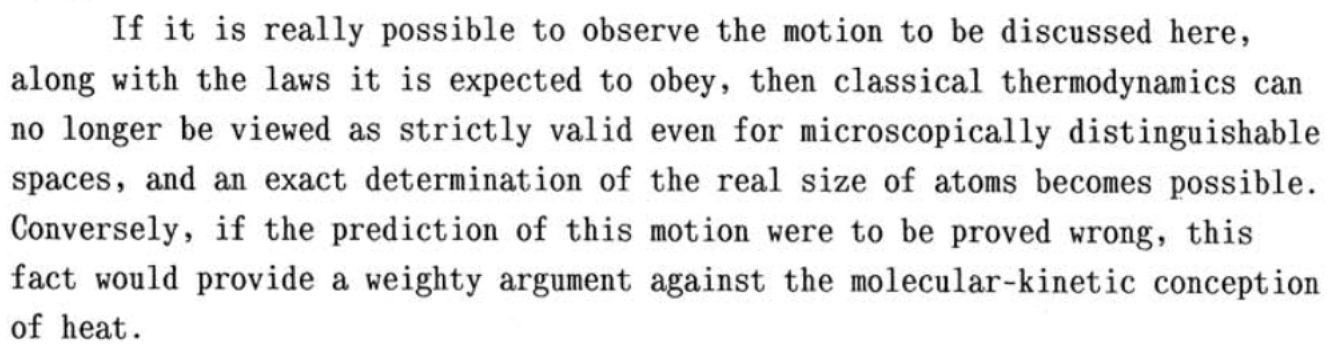 If it is really possible to observe the motion to be discussed here,
along with the laws it is expected to obey, then classical thermodynamics can
no longer be viewed as strictly valid even for microscopically distinguishable
spaces, and an exact determination of the real size of atoms becomes possible.
Conversely, if the prediction of this motion were to be proved wrong, this
fact would provide a weighty argument against the molecular-kinetic conception
of heat.